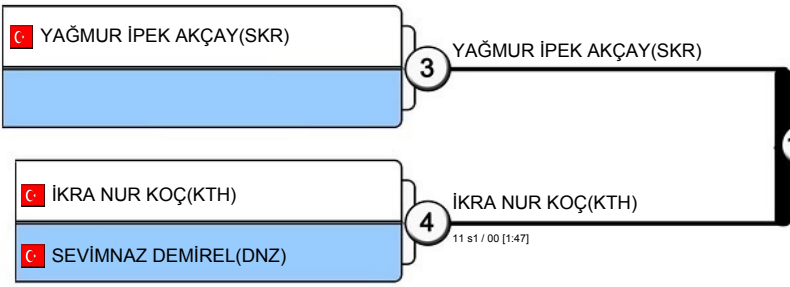 YAĞMUR İPEK AKÇAY(SKR)
3
YAĞMUR İPEK AKÇAY(SKR)
İKRA NUR KOÇ(KTH)
4
İKRA NUR KOÇ(KTH)
11 s1 / 00 [1:47]
SEVİMNAZ DEMİREL(DNZ)